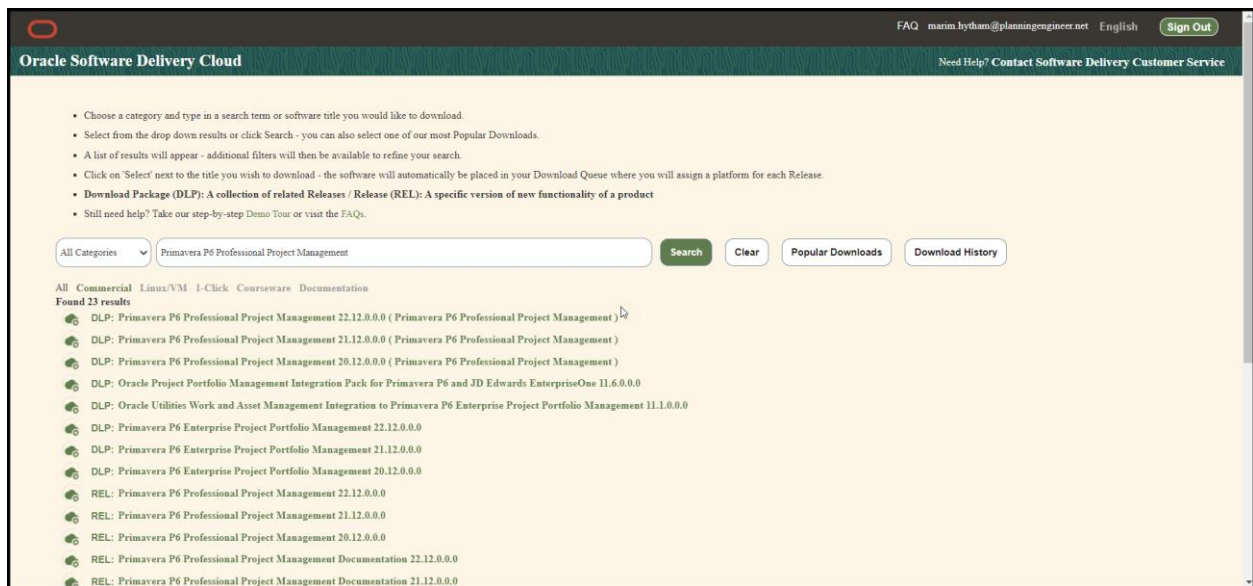 FAQ marim.hytham@planningengineer.net English Sign Out
Oracle Software Delivery Cloud Need Help? Contact Software Delivery Customer Service
Choose a category and type in a search term or software title you would like to download.
Select from the drop down results or click Search - you can also select one of our most Popular Downloads.
A list of results will appear - additional filters will then be available to refine your search.
Click on 'Select' next to the title you wish to download - the software will automatically be placed in your Download Queue where you will assign a platform for each Release.
Download Package (DLP): A collection of related Releases / Release (REL): A specific version of new functionality of a product
Still need help? Take our step-by-step Demo Tour or visit the FAQs.
All Categories Primavera P6 Professional Project Management Search Clear Popular Downloads Download History
All Commercial Linux/VM 1-Click Courseware Documentation
Found 23 results
DLP: Primavera P6 Professional Project Management 22.12.0.0.0 ( Primavera P6 Professional Project Management )
DLP: Primavera P6 Professional Project Management 21.12.0.0.0 ( Primavera P6 Professional Project Management )
DLP: Primavera P6 Professional Project Management 20.12.0.0.0 ( Primavera P6 Professional Project Management )
DLP: Oracle Project Portfolio Management Integration Pack for Primavera P6 and JD Edwards EnterpriseOne 11.6.0.0.0
DLP: Oracle Utilities Work and Asset Management Integration to Primavera P6 Enterprise Project Portfolio Management 11.1.0.0.0
DLP: Primavera P6 Enterprise Project Portfolio Management 22.12.0.0.0
DLP: Primavera P6 Enterprise Project Portfolio Management 21.12.0.0.0
DLP: Primavera P6 Enterprise Project Portfolio Management 20.12.0.0.0
REL: Primavera P6 Professional Project Management 22.12.0.0.0
REL: Primavera P6 Professional Project Management 21.12.0.0.0
REL: Primavera P6 Professional Project Management 20.12.0.0.0
REL: Primavera P6 Professional Project Management Documentation 22.12.0.0.0
REL: Primavera P6 Professional Project Management Documentation 21.12.0.0.0